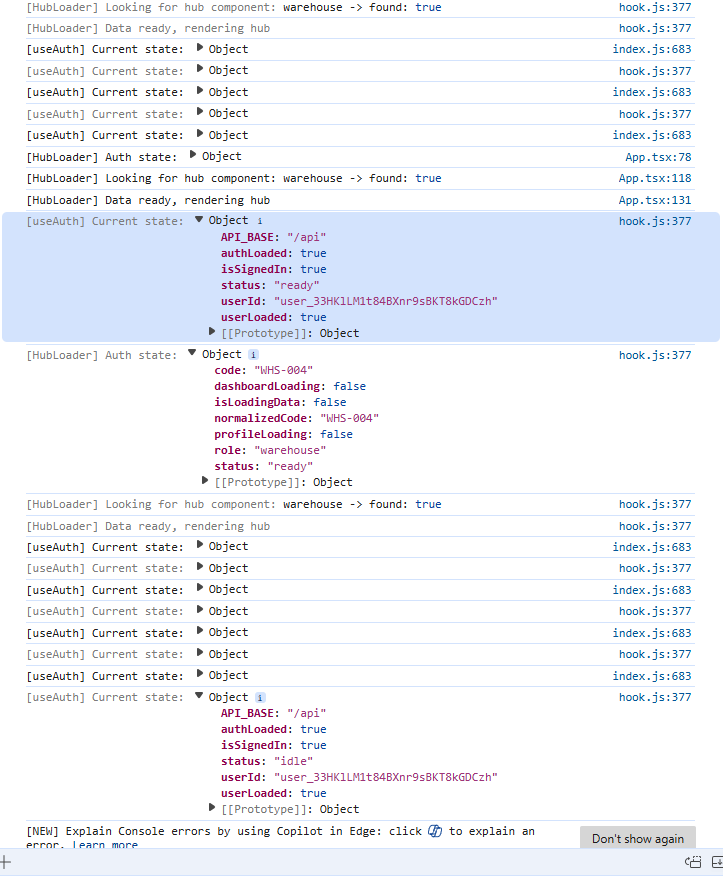 [HubLoader] Looking for hub component: warehouse -> found: true hook.js:377
[HubLoader] Data ready, rendering hub hook.js:377
[useAuth] Current state: ▶ Object index.js:683
[useAuth] Current state: ▶ Object hook.js:377
[useAuth] Current state: ▶ Object index.js:683
[useAuth] Current state: ▶ Object hook.js:377
[useAuth] Current state: ▶ Object index.js:683
[HubLoader] Auth state: ▶ Object App.tsx:78
[HubLoader] Looking for hub component: warehouse -> found: true App.tsx:118
[HubLoader] Data ready, rendering hub App.tsx:131
[useAuth] Current state: ▼ Object i hook.js:377
API_BASE: "/api"
authLoaded: true
isSignedIn: true
status: "ready"
userId: "user_33HKlLM1t84BXnr9sBKT8kGDCzh"
userLoaded: true
▶ [[Prototype]]: Object
[HubLoader] Auth state: ▼ Object i hook.js:377
code: "WHS-004"
dashboardLoading: false
isLoadingData: false
normalizedCode: "WHS-004"
profileLoading: false
role: "warehouse"
status: "ready"
▶ [[Prototype]]: Object
[HubLoader] Looking for hub component: warehouse -> found: true hook.js:377
[HubLoader] Data ready, rendering hub hook.js:377
[useAuth] Current state: ▶ Object index.js:683
[useAuth] Current state: ▶ Object hook.js:377
[useAuth] Current state: ▶ Object index.js:683
[useAuth] Current state: ▶ Object hook.js:377
[useAuth] Current state: ▶ Object index.js:683
[useAuth] Current state: ▶ Object hook.js:377
[useAuth] Current state: ▶ Object index.js:683
[useAuth] Current state: ▼ Object i hook.js:377
API_BASE: "/api"
authLoaded: true
isSignedIn: true
status: "idle"
userId: "user_33HKlLM1t84BXnr9sBKT8kGDCzh"
userLoaded: true
▶ [[Prototype]]: Object
[NEW] Explain Console errors by using Copilot in Edge: click to explain an
error. Learn more
Don't show again